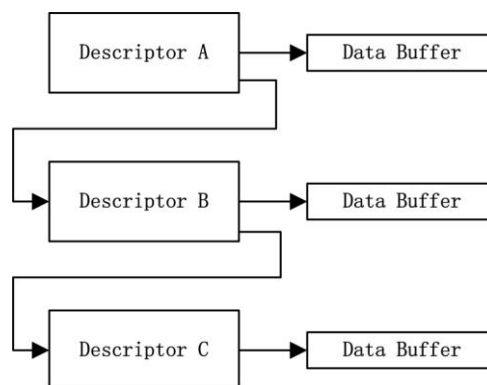 Descriptor A
Data Buffer
Descriptor B
Data Buffer
Descriptor C
Data Buffer